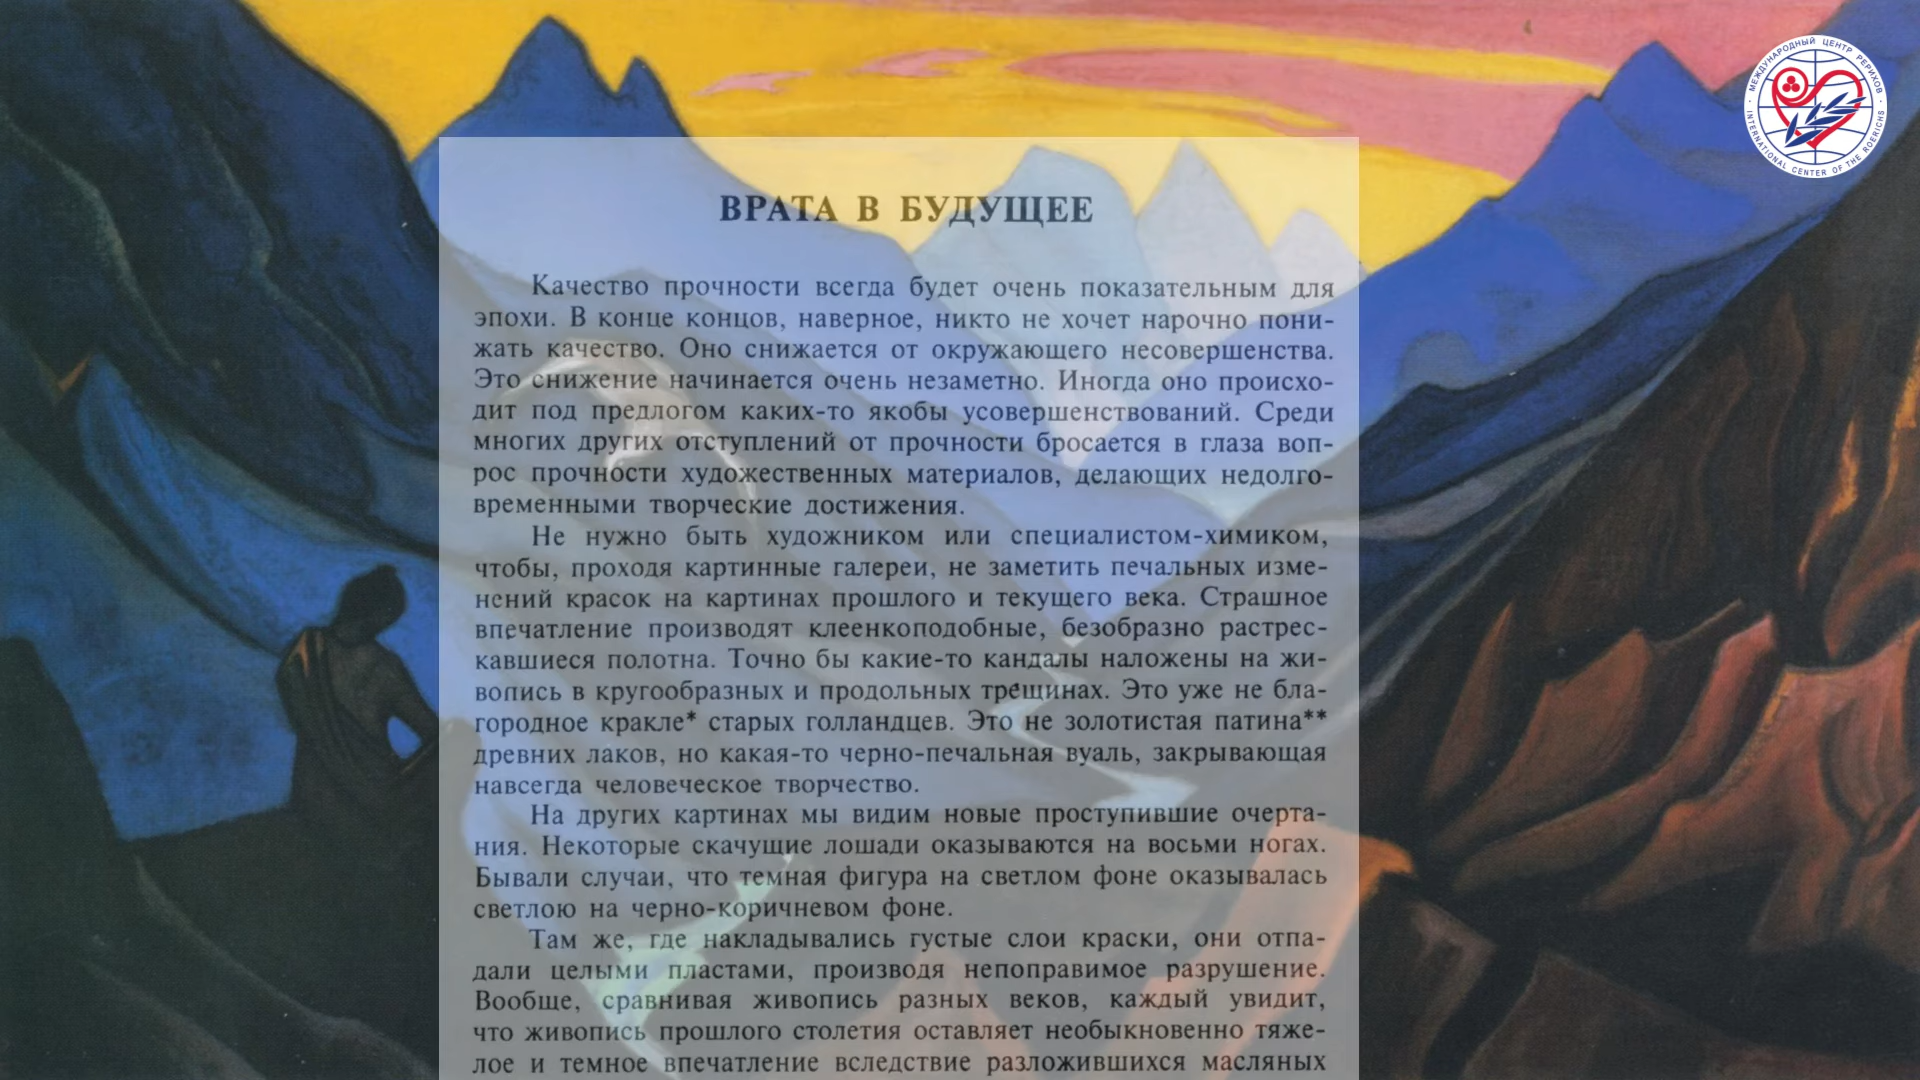 МЕЖДУНАРОДНЫЙ ЦЕНТР РЕРИХОВ
INTERNATIONAL CENTER OF THE ROERICHS
ВРАТА В БУДУЩЕЕ
Качество прочности всегда будет очень показательным для
эпохи. В конце концов, наверное, никто не хочет нарочно пони-
жать качество. Оно снижается от окружающего несовершенства.
Это снижение начинается очень незаметно. Иногда оно происхо-
дит под предлогом каких-то якобы усовершенствований. Среди
многих других отступлений от прочности бросается в глаза воп-
рос прочности художественных материалов, делающих недолго-
временными творческие достижения.
Не нужно быть художником или специалистом-химиком,
чтобы, проходя картинные галереи, не заметить печальных изме-
нений красок на картинах прошлого и текущего века. Страшное
впечатление производят клеенкоподобные, безобразно растрес-
кавшиеся полотна. Точно бы какие-то кандалы наложены на жи-
вопись в кругообразных и продольных трещинах. Это уже не бла-
городное кракле* старых голландцев. Это не золотистая патина**
древних лаков, но какая-то черно-печальная вуаль, закрывающая
навсегда человеческое творчество.
На других картинах мы видим новые проступившие очерта-
ния. Некоторые скачущие лошади оказываются на восьми ногах.
Бывали случаи, что темная фигура на светлом фоне оказывалась
светлою на черно-коричневом фоне.
Там же, где накладывались густые слои краски, они отпа-
дали целыми пластами, производя непоправимое разрушение.
Вообще, сравнивая живопись разных веков, каждый увидит,
что живопись прошлого столетия оставляет необыкновенно тяже-
лое и темное впечатление вследствие разложившихся масляных